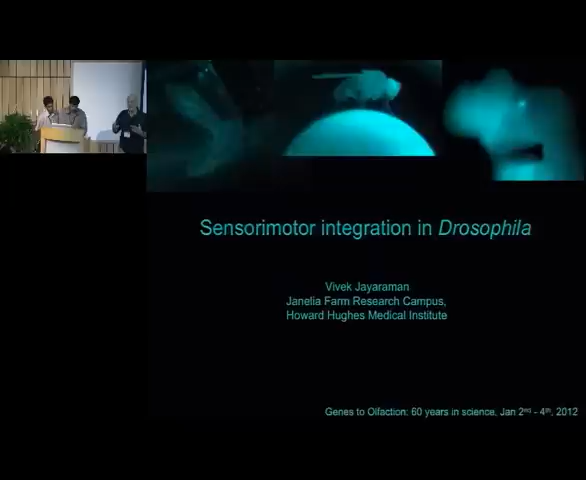 Sensorimotor integration in Drosophila
Vivek Jayaraman
Janelia Farm Research Campus,
Howard Hughes Medical Institute
Genes to Olfaction: 60 years in science, Jan 2nd - 4th, 2012